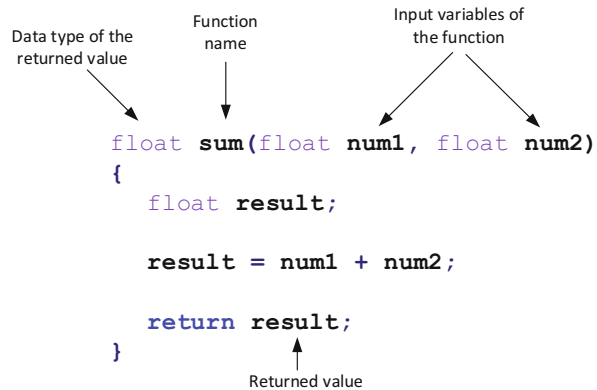 Data type of the
returned value
Function
name
Input variables of
the function
float sum(float num1, float num2)
{
float result;
result = num1 + num2;
return result;
}
Returned value